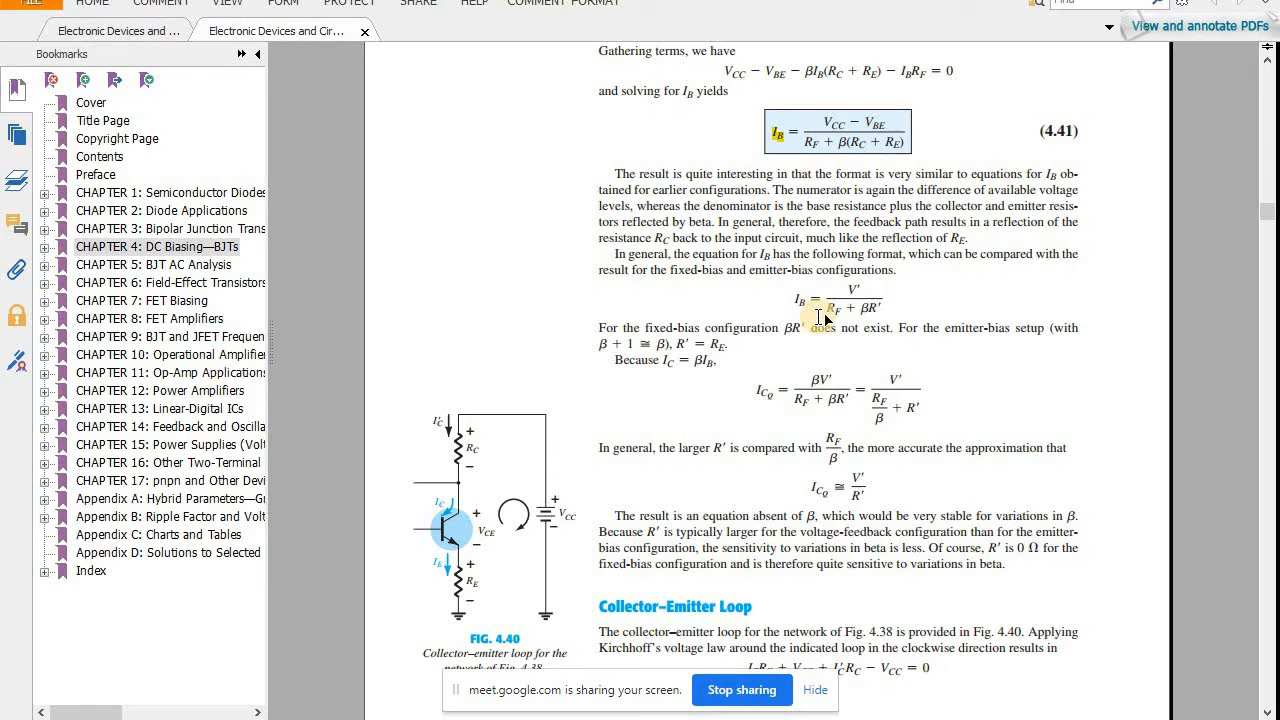 FILE HOME COMMENT VIEW FORM PROTECT SHARE HELP COMMENT FORMAT Find
Electronic Devices and ... Electronic Devices and Cir... × View and annotate PDFs
Bookmarks
Cover
Title Page
Copyright Page
Contents
Preface
CHAPTER 1: Semiconductor Diodes
CHAPTER 2: Diode Applications
CHAPTER 3: Bipolar Junction Trans
CHAPTER 4: DC Biasing—BJTs
CHAPTER 5: BJT AC Analysis
CHAPTER 6: Field-Effect Transistors
CHAPTER 7: FET Biasing
CHAPTER 8: FET Amplifiers
CHAPTER 9: BJT and JFET Frequenc
CHAPTER 10: Operational Amplifier
CHAPTER 11: Op-Amp Applications
CHAPTER 12: Power Amplifiers
CHAPTER 13: Linear-Digital ICs
CHAPTER 14: Feedback and Oscilla
CHAPTER 15: Power Supplies (Volt
CHAPTER 16: Other Two-Terminal
CHAPTER 17: pnpn and Other Devic
Appendix A: Hybrid Parameters—Gr
Appendix B: Ripple Factor and Volt
Appendix C: Charts and Tables
Appendix D: Solutions to Selected
Index
Gathering terms, we have
V_CC − V_BE − βI_B(R_C + R_E) − I_BR_F = 0
and solving for I_B yields
I_B = (V_CC − V_BE) / (R_F + β(R_C + R_E)) (4.41)
The result is quite interesting in that the format is very similar to equations for I_B ob-
tained for earlier configurations. The numerator is again the difference of available voltage
levels, whereas the denominator is the base resistance plus the collector and emitter resis-
tors reflected by beta. In general, therefore, the feedback path results in a reflection of the
resistance R_C back to the input circuit, much like the reflection of R_E.
In general, the equation for I_B has the following format, which can be compared with the
result for the fixed-bias and emitter-bias configurations.
I_B = V′ / (R_F + βR′)
For the fixed-bias configuration βR′ does not exist. For the emitter-bias setup (with
β + 1 ≅ β), R′ = R_E.
Because I_C = βI_B,
I_CQ = βV′ / (R_F + βR′) = V′ / (R_F/β + R′)
In general, the larger R′ is compared with R_F/β, the more accurate the approximation that
I_CQ ≅ V′/R′
The result is an equation absent of β, which would be very stable for variations in β.
Because R′ is typically larger for the voltage-feedback configuration than for the emitter-
bias configuration, the sensitivity to variations in beta is less. Of course, R′ is 0 Ω for the
fixed-bias configuration and is therefore quite sensitive to variations in beta.
Collector–Emitter Loop
The collector–emitter loop for the network of Fig. 4.38 is provided in Fig. 4.40. Applying
Kirchhoff's voltage law around the indicated loop in the clockwise direction results in
I′_CR_C − V_CC = 0
I′_C
+
R_C
−
I_C
+
V_CE
−
+
V_CC
−
I_E
+
R_E
−
FIG. 4.40
Collector–emitter loop for the
network of Fig. 4.38
meet.google.com is sharing your screen. Stop sharing Hide